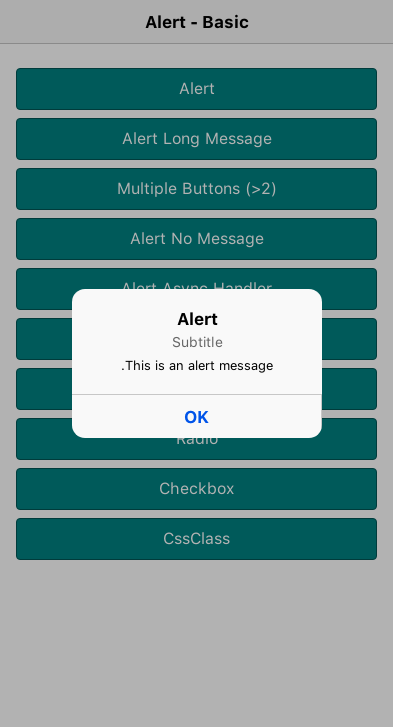 Alert - Basic
Alert
Alert Long Message
Multiple Buttons (>2)
Alert No Message
Alert Async Handler
Alert
Subtitle
.This is an alert message
OK
Radio
Checkbox
CssClass